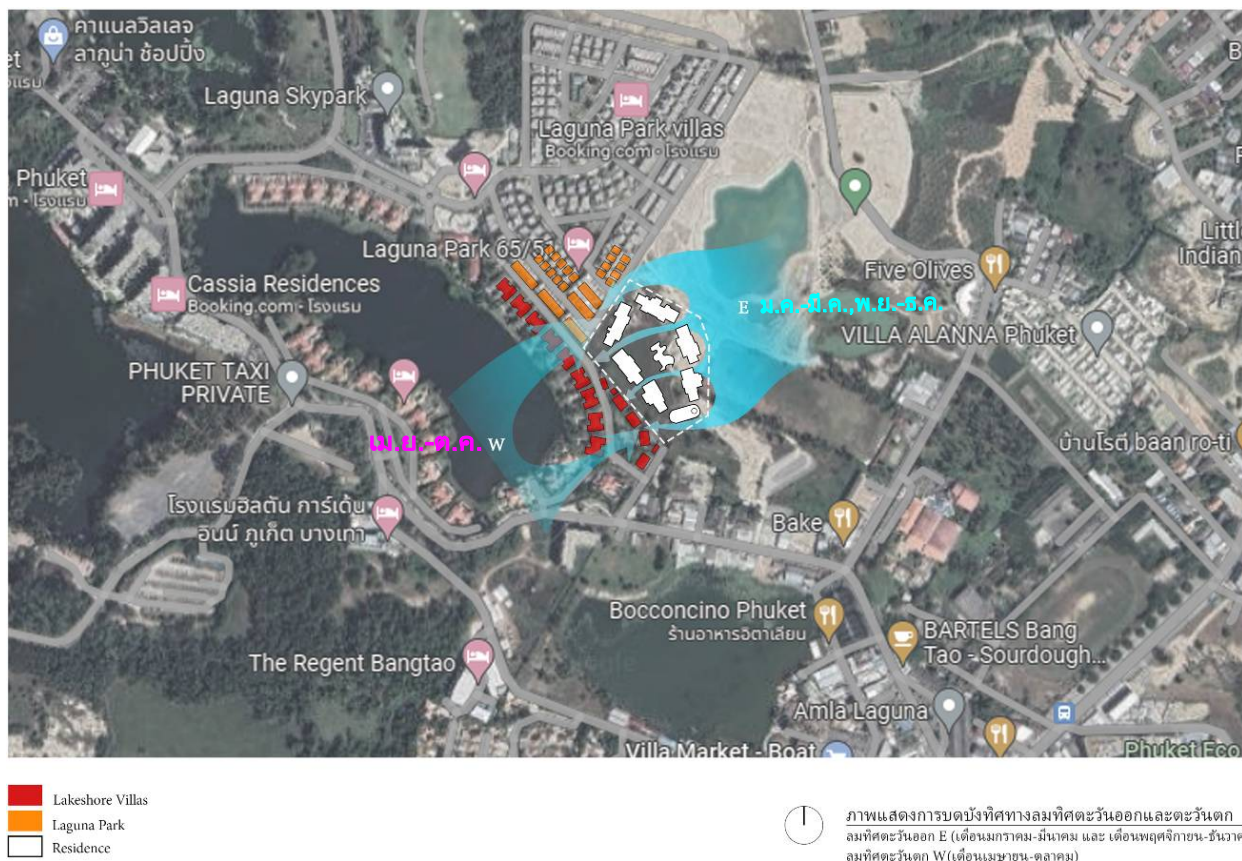 คาแนลวิลเลจ
ลากูน่า ช้อปปิ้ง
Laguna Skypark
Laguna Park villas
Booking.com - โรงแรม
Phuket
Laguna Park 65/51
Cassia Residences
Booking.com - โรงแรม
Five Olives
Little
Indian
E ม.ค.-มี.ค.,พ.ย.-ธ.ค.
VILLA ALANNA Phuket
PHUKET TAXI
PRIVATE
เม.ย.-ต.ค. W
บ้านโรตี baan ro-ti
โรงแรมฮิลตัน การ์เด้น
อินน์ ภูเก็ต บางเทา
Bake
Bocconcino Phuket
ร้านอาหารอิตาเลียน
BARTELS Bang
Tao - Sourdough...
The Regent Bangtao
Amla Laguna
Villa Market - Boat
Phuket Eco
Lakeshore Villas
Laguna Park
Residence
ภาพแสดงการบดบังทิศทางลมทิศตะวันออกและตะวันตก
ลมทิศตะวันออก E (เดือนมกราคม-มีนาคม และ เดือนพฤศจิกายน-ธันวาค
ลมทิศตะวันตก W(เดือนเมษายน-ตุลาคม)